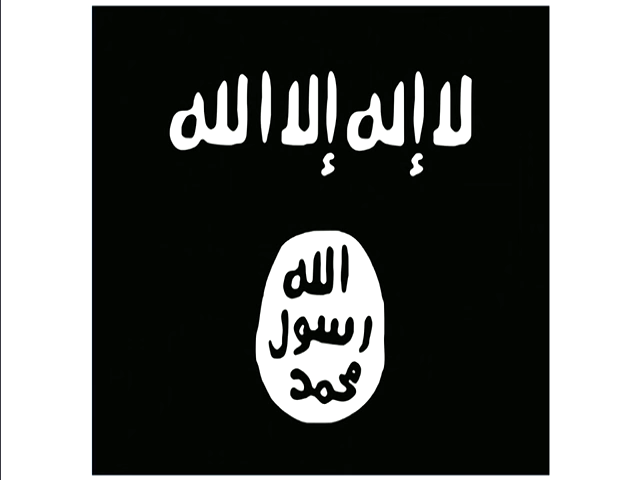 لا إله إلا الله
الله
رسول
محمد